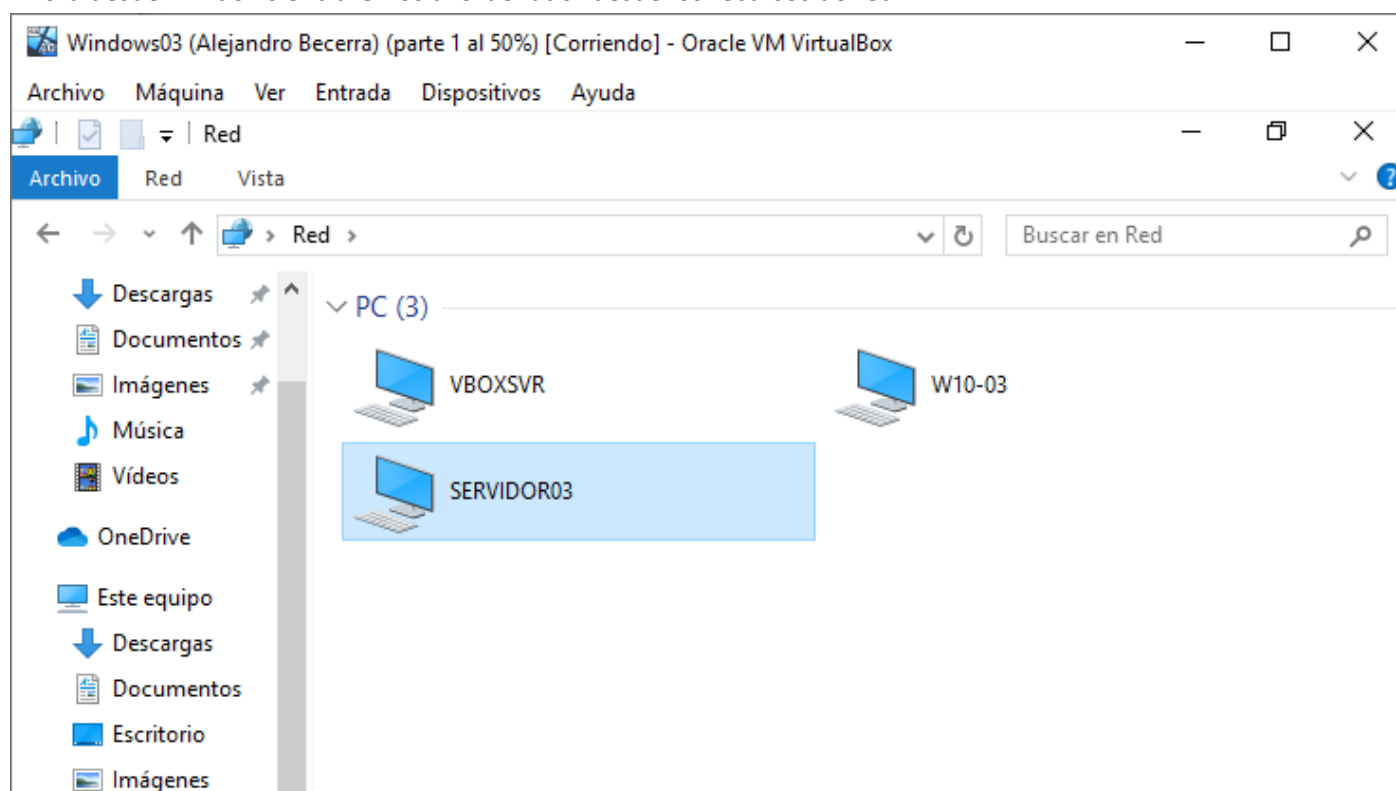 Windows03 (Alejandro Becerra) (parte 1 al 50%) [Corriendo] - Oracle VM VirtualBox
Archivo Máquina Ver Entrada Dispositivos Ayuda
Red
Archivo Red Vista
Red
Buscar en Red
Descargas
Documentos
Imágenes
Música
Vídeos
OneDrive
Este equipo
Descargas
Documentos
Escritorio
Imágenes
PC (3)
VBOXSVR
W10-03
SERVIDOR03